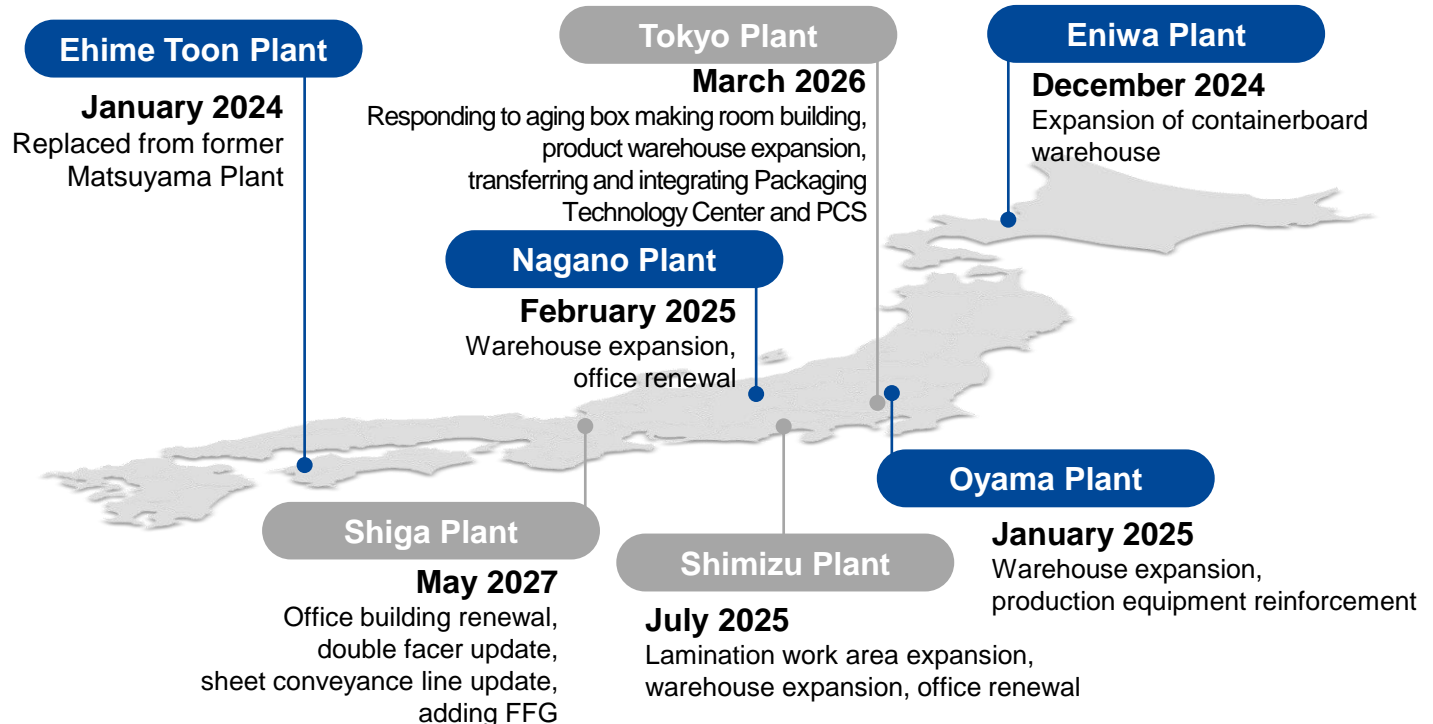 Ehime Toon Plant
January 2024
Replaced from former
Matsuyama Plant
Tokyo Plant
March 2026
Responding to aging box making room building,
product warehouse expansion,
transferring and integrating Packaging
Technology Center and PCS
Eniwa Plant
December 2024
Expansion of containerboard
warehouse
Nagano Plant
February 2025
Warehouse expansion,
office renewal
Oyama Plant
January 2025
Warehouse expansion,
production equipment reinforcement
Shiga Plant
May 2027
Office building renewal,
double facer update,
sheet conveyance line update,
adding FFG
Shimizu Plant
July 2025
Lamination work area expansion,
warehouse expansion, office renewal